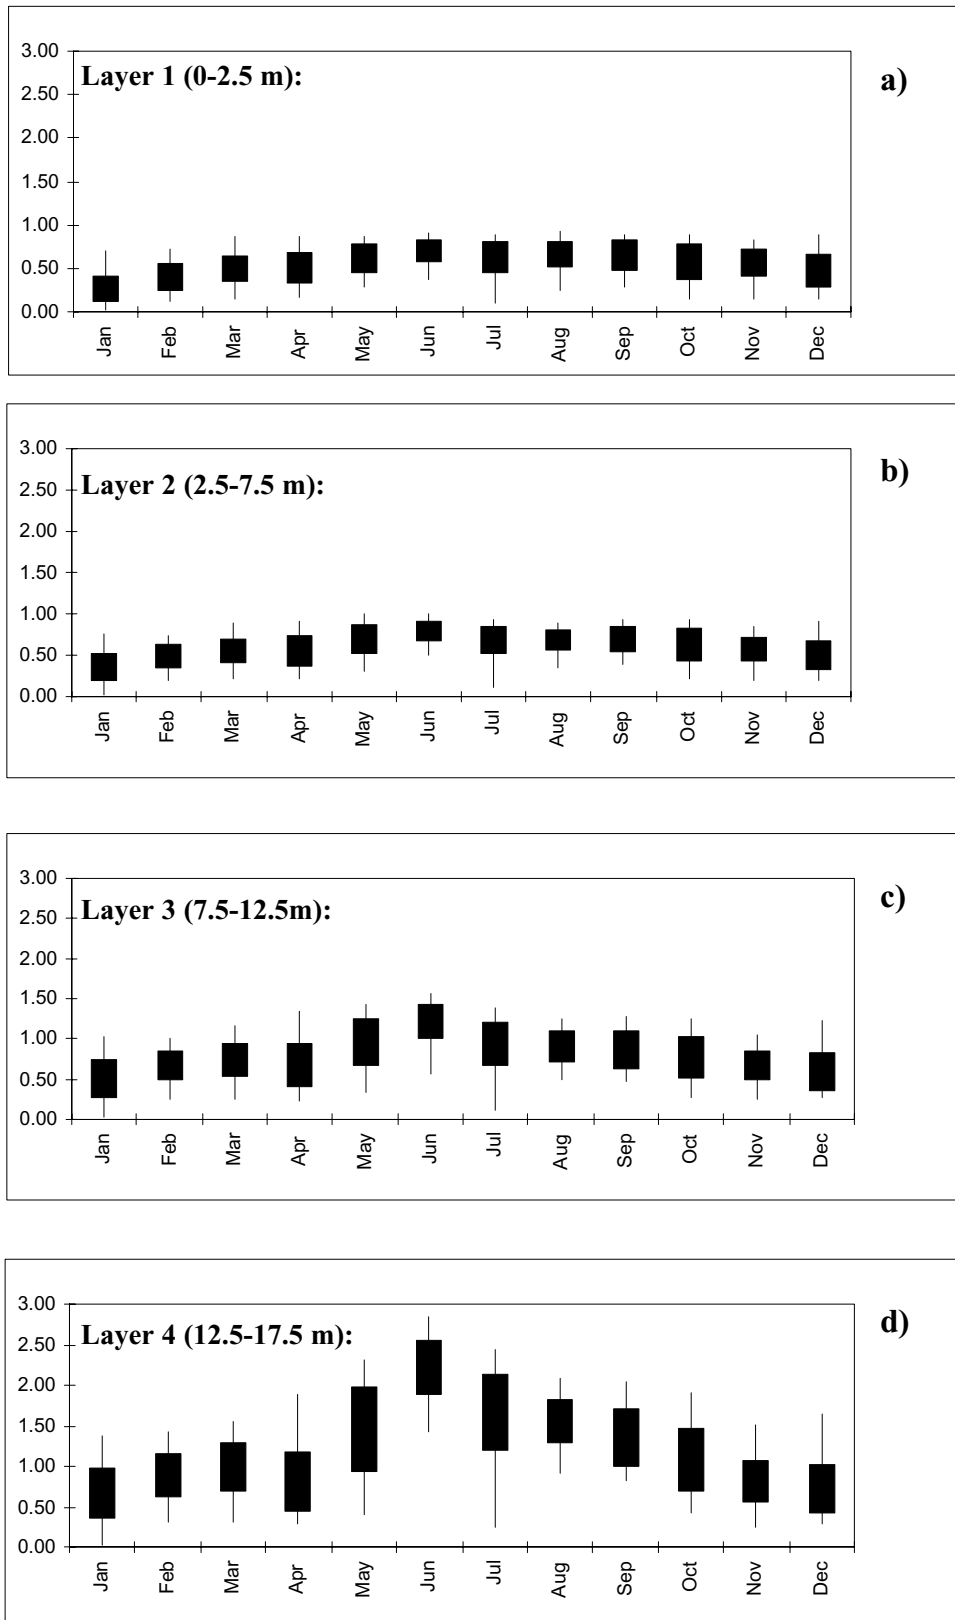 3.00
Layer 1 (0-2.5 m):
a)
2.50
2.00
1.50
1.00
0.50
0.00
Jan Feb Mar Apr May Jun Jul Aug Sep Oct Nov Dec
3.00
b)
Layer 2 (2.5-7.5 m):
2.50
2.00
1.50
1.00
0.50
0.00
Jan Feb Mar Apr May Jun Jul Aug Sep Oct Nov Dec
3.00
c)
Layer 3 (7.5-12.5m):
2.50
2.00
1.50
1.00
0.50
0.00
Jan Feb Mar Apr May Jun Jul Aug Sep Oct Nov Dec
3.00
d)
Layer 4 (12.5-17.5 m):
2.50
2.00
1.50
1.00
0.50
0.00
Jan Feb Mar Apr May Jun Jul Aug Sep Oct Nov Dec